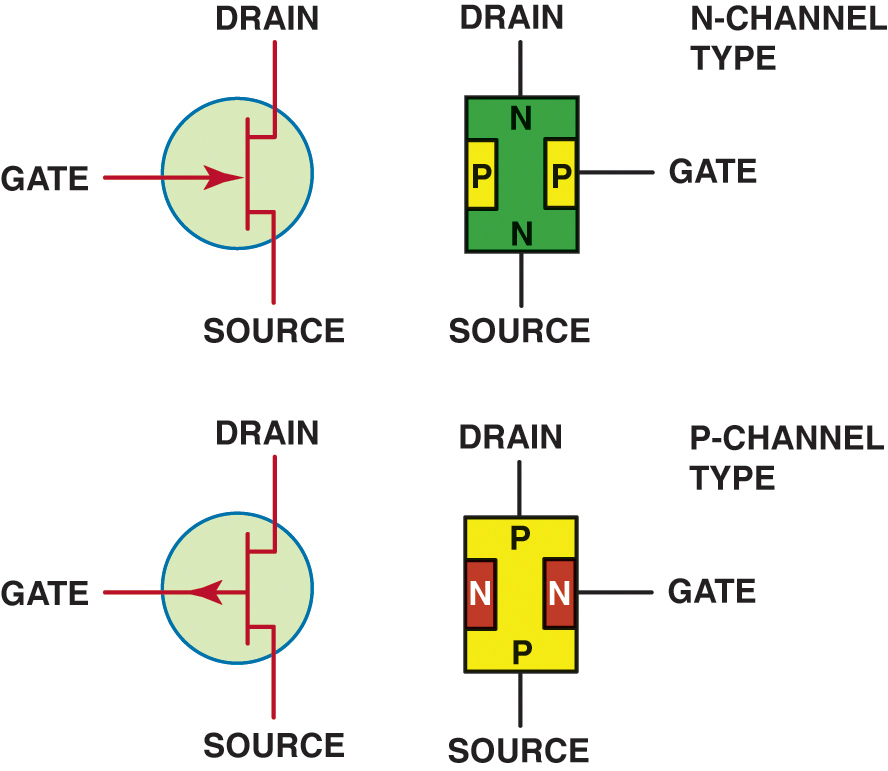 DRAIN
DRAIN
N-CHANNEL
TYPE
N
GATE
P
P
GATE
N
SOURCE
SOURCE
DRAIN
DRAIN
P-CHANNEL
TYPE
P
GATE
N
N
GATE
P
SOURCE
SOURCE